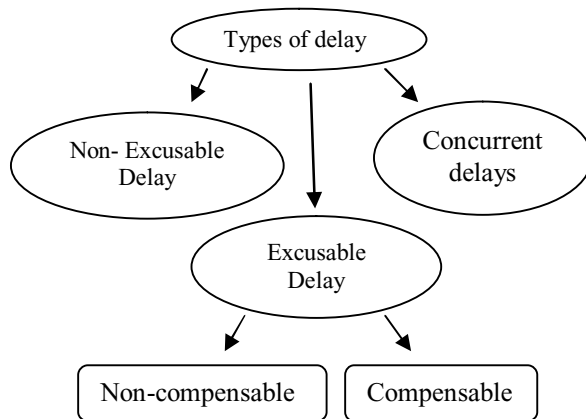 Types of delay
Non- Excusable
Delay
Concurrent
delays
Excusable
Delay
Non-compensable
Compensable